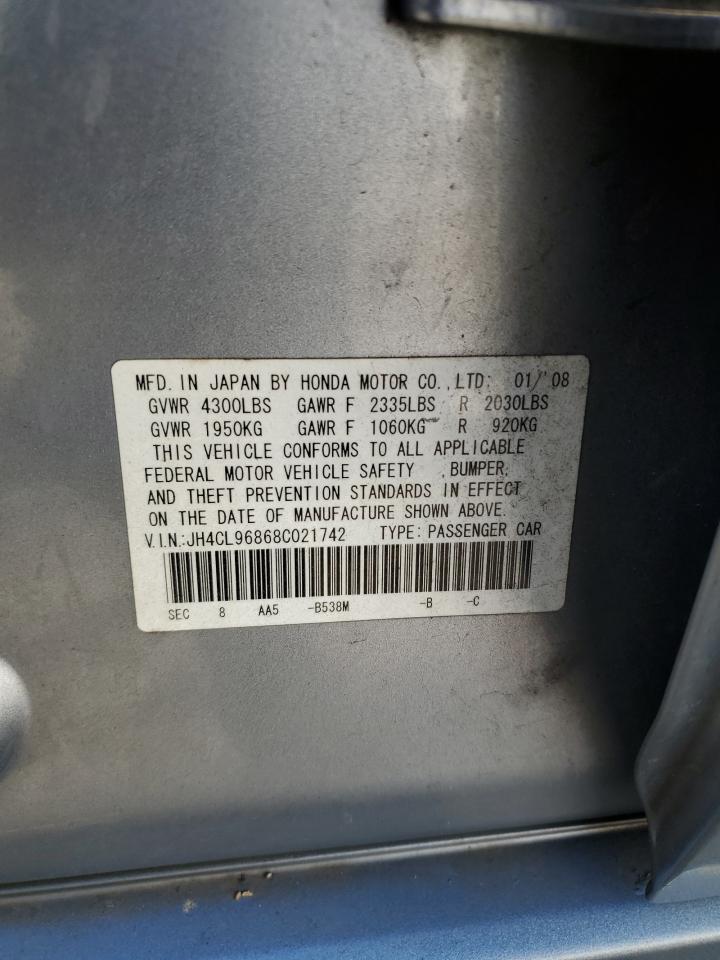 MFD. IN JAPAN BY HONDA MOTOR CO., LTD: 01/'08
GVWR 4300LBS GAWR F 2335LBS R 2030LBS
GVWR 1950KG GAWR F 1060KG R 920KG
THIS VEHICLE CONFORMS TO ALL APPLICABLE
FEDERAL MOTOR VEHICLE SAFETY ,BUMPER,
AND THEFT PREVENTION STANDARDS IN EFFECT
ON THE DATE OF MANUFACTURE SHOWN ABOVE.
V.I.N.:JH4CL96868C021742 TYPE: PASSENGER CAR
SEC 8 AA5 -B538M -B -C